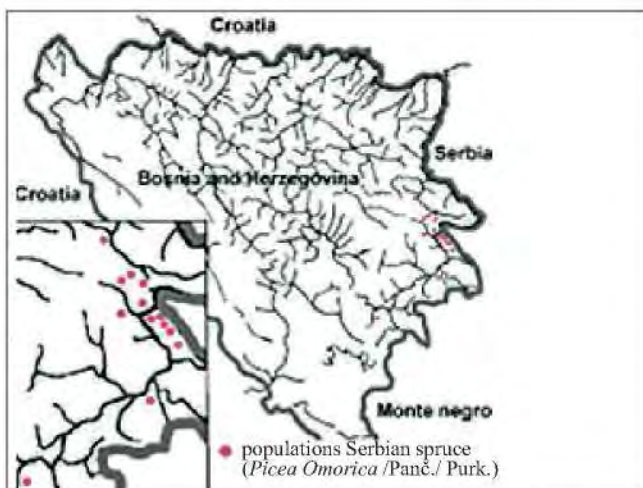 Croatia
Serbia
Bosnia and Herzegovina
Croatia
Monte negro
populations Serbian spruce
(Picea Omorica /Panč./ Purk.)